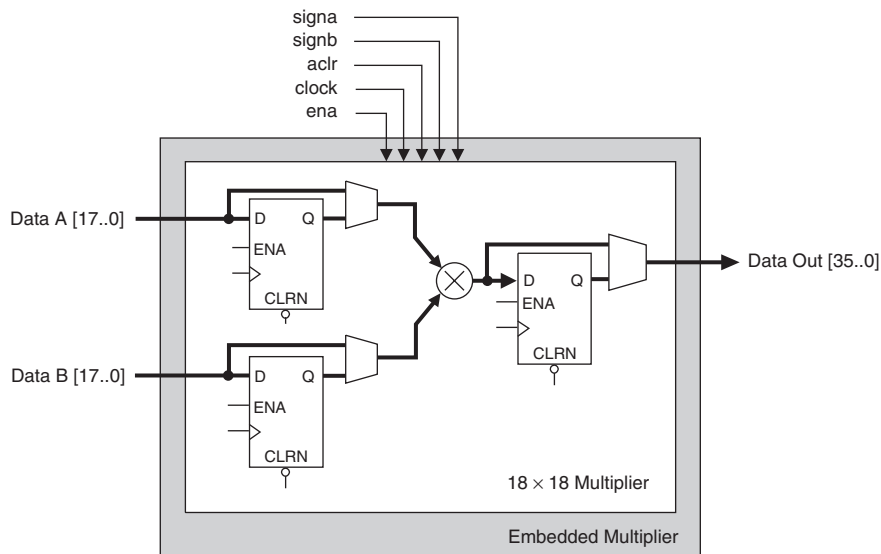 signa
signb
aclr
clock
ena
Data A [17..0]
D Q
ENA
CLRN
Data Out [35..0]
D Q
ENA
CLRN
Data B [17..0]
D Q
ENA
CLRN
18 × 18 Multiplier
Embedded Multiplier